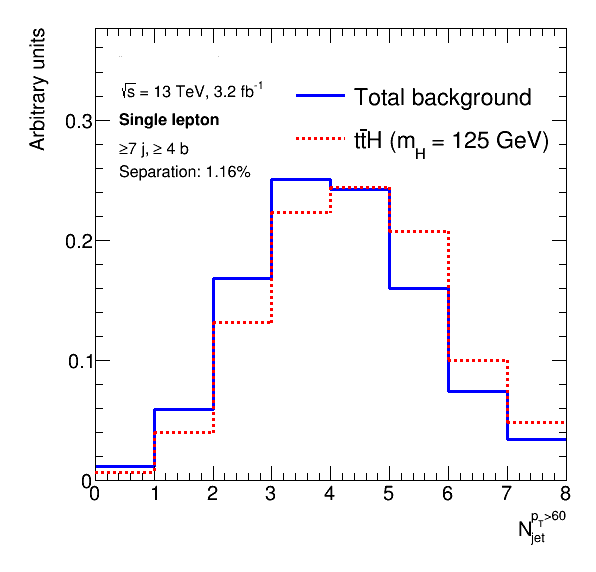 Arbitrary units
√s = 13 TeV, 3.2 fb⁻¹
Single lepton
≥7 j, ≥ 4 b
Separation: 1.16%
Total background
tt̄H (m_H = 125 GeV)
0.3
0.2
0.1
0
0 1 2 3 4 5 6 7 8
N_jet^{p_T>60}